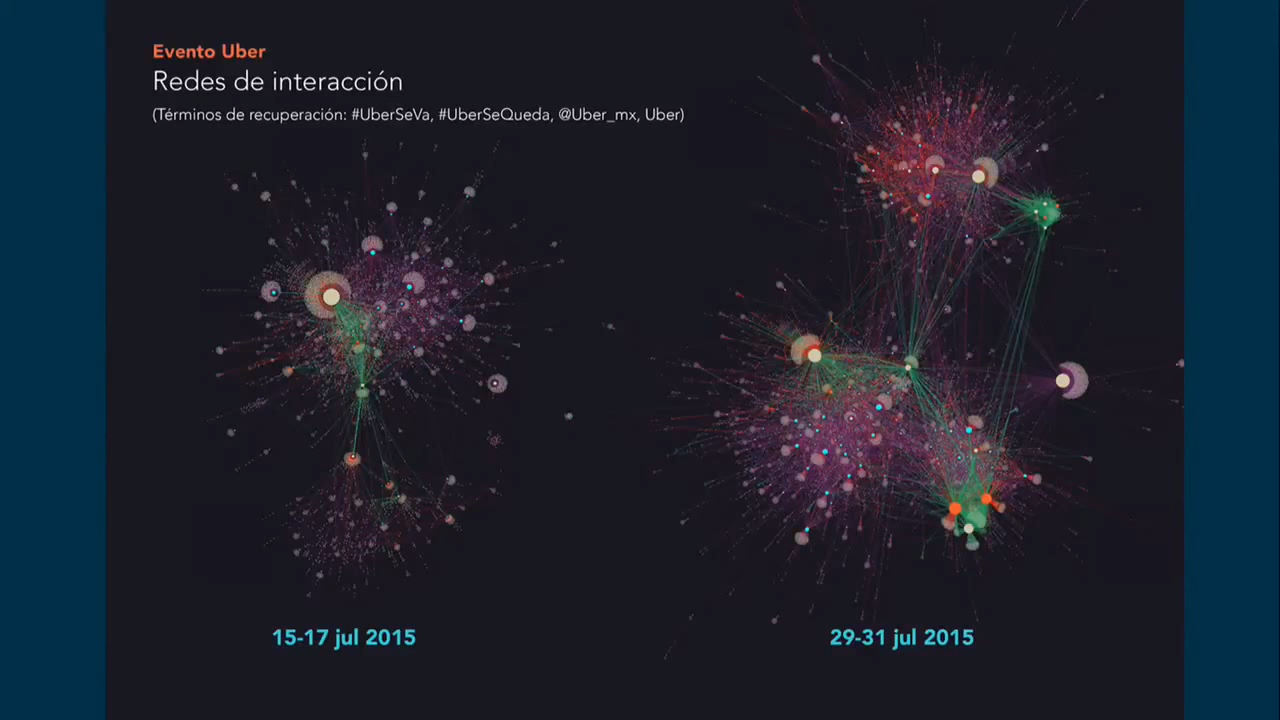 Evento Uber
Redes de interacción
(Términos de recuperación: #UberSeVa, #UberSeQueda, @Uber_mx, Uber)
15-17 jul 2015
29-31 jul 2015